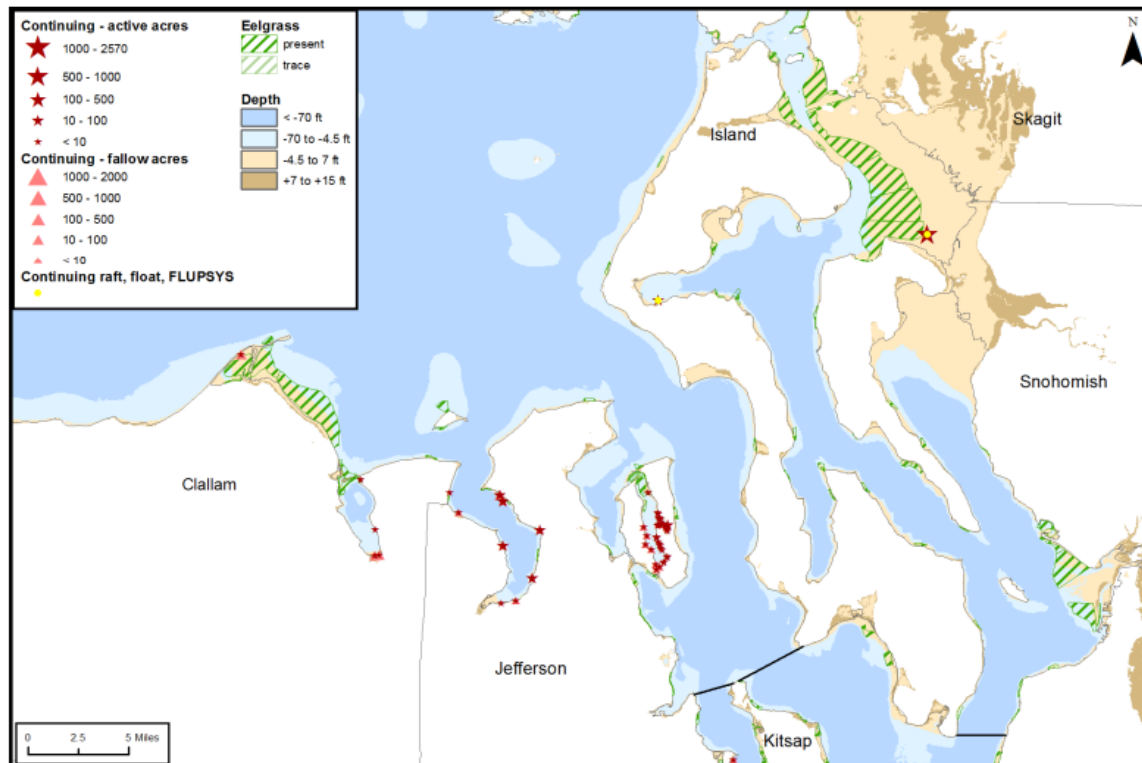 Continuing - active acres
1000 - 2570
500 - 1000
100 - 500
10 - 100
< 10
Continuing - fallow acres
1000 - 2000
500 - 1000
100 - 500
10 - 100
< 10
Continuing raft, float, FLUPSYS
Eelgrass
present
trace
Depth
< -70 ft
-70 to -4.5 ft
-4.5 to 7 ft
+7 to +15 ft
N
Skagit
Island
Snohomish
Clallam
Jefferson
Kitsap
0 2.5 5 Miles